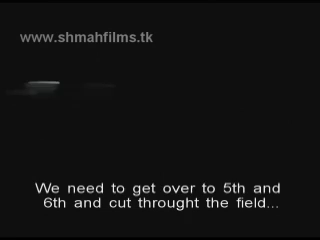 www.shmahfilms.tk
We need to get over to 5th and
6th and cut throught the field...